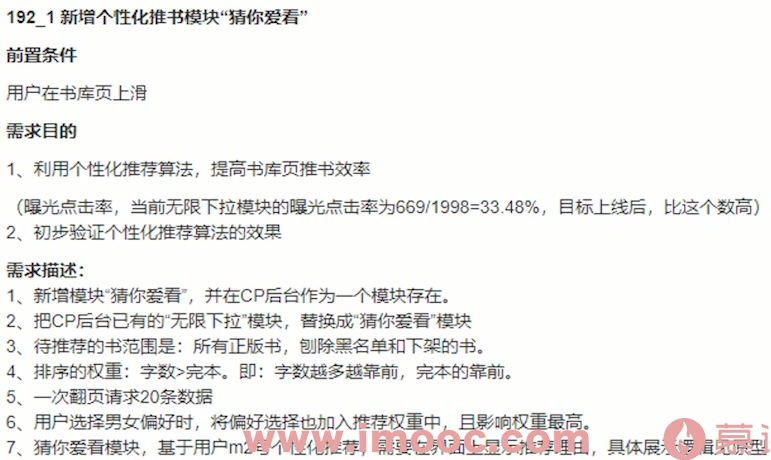 192_1 新增个性化推书模块“猜你爱看”
前置条件
用户在书库页上滑
需求目的
1、利用个性化推荐算法，提高书库页推书效率
（曝光点击率，当前无限下拉模块的曝光点击率为669/1998=33.48%，目标上线后，比这个数高）
2、初步验证个性化推荐算法的效果
需求描述：
1、新增模块“猜你爱看”，并在CP后台作为一个模块存在。
2、把CP后台已有的“无限下拉”模块，替换成“猜你爱看”模块
3、待推荐的书范围是：所有正版书，刨除黑名单和下架的书。
4、排序的权重：字数>完本。即：字数越多越靠前，完本的靠前。
5、一次翻页请求20条数据
6、用户选择男女偏好时，将偏好选择也加入推荐权重中，且影响权重最高。
7、猜你爱看模块，基于用户m2号个性化推荐，需要在界面上显示推荐理由，具体展示逻辑见原型
www.imooc.com
慕